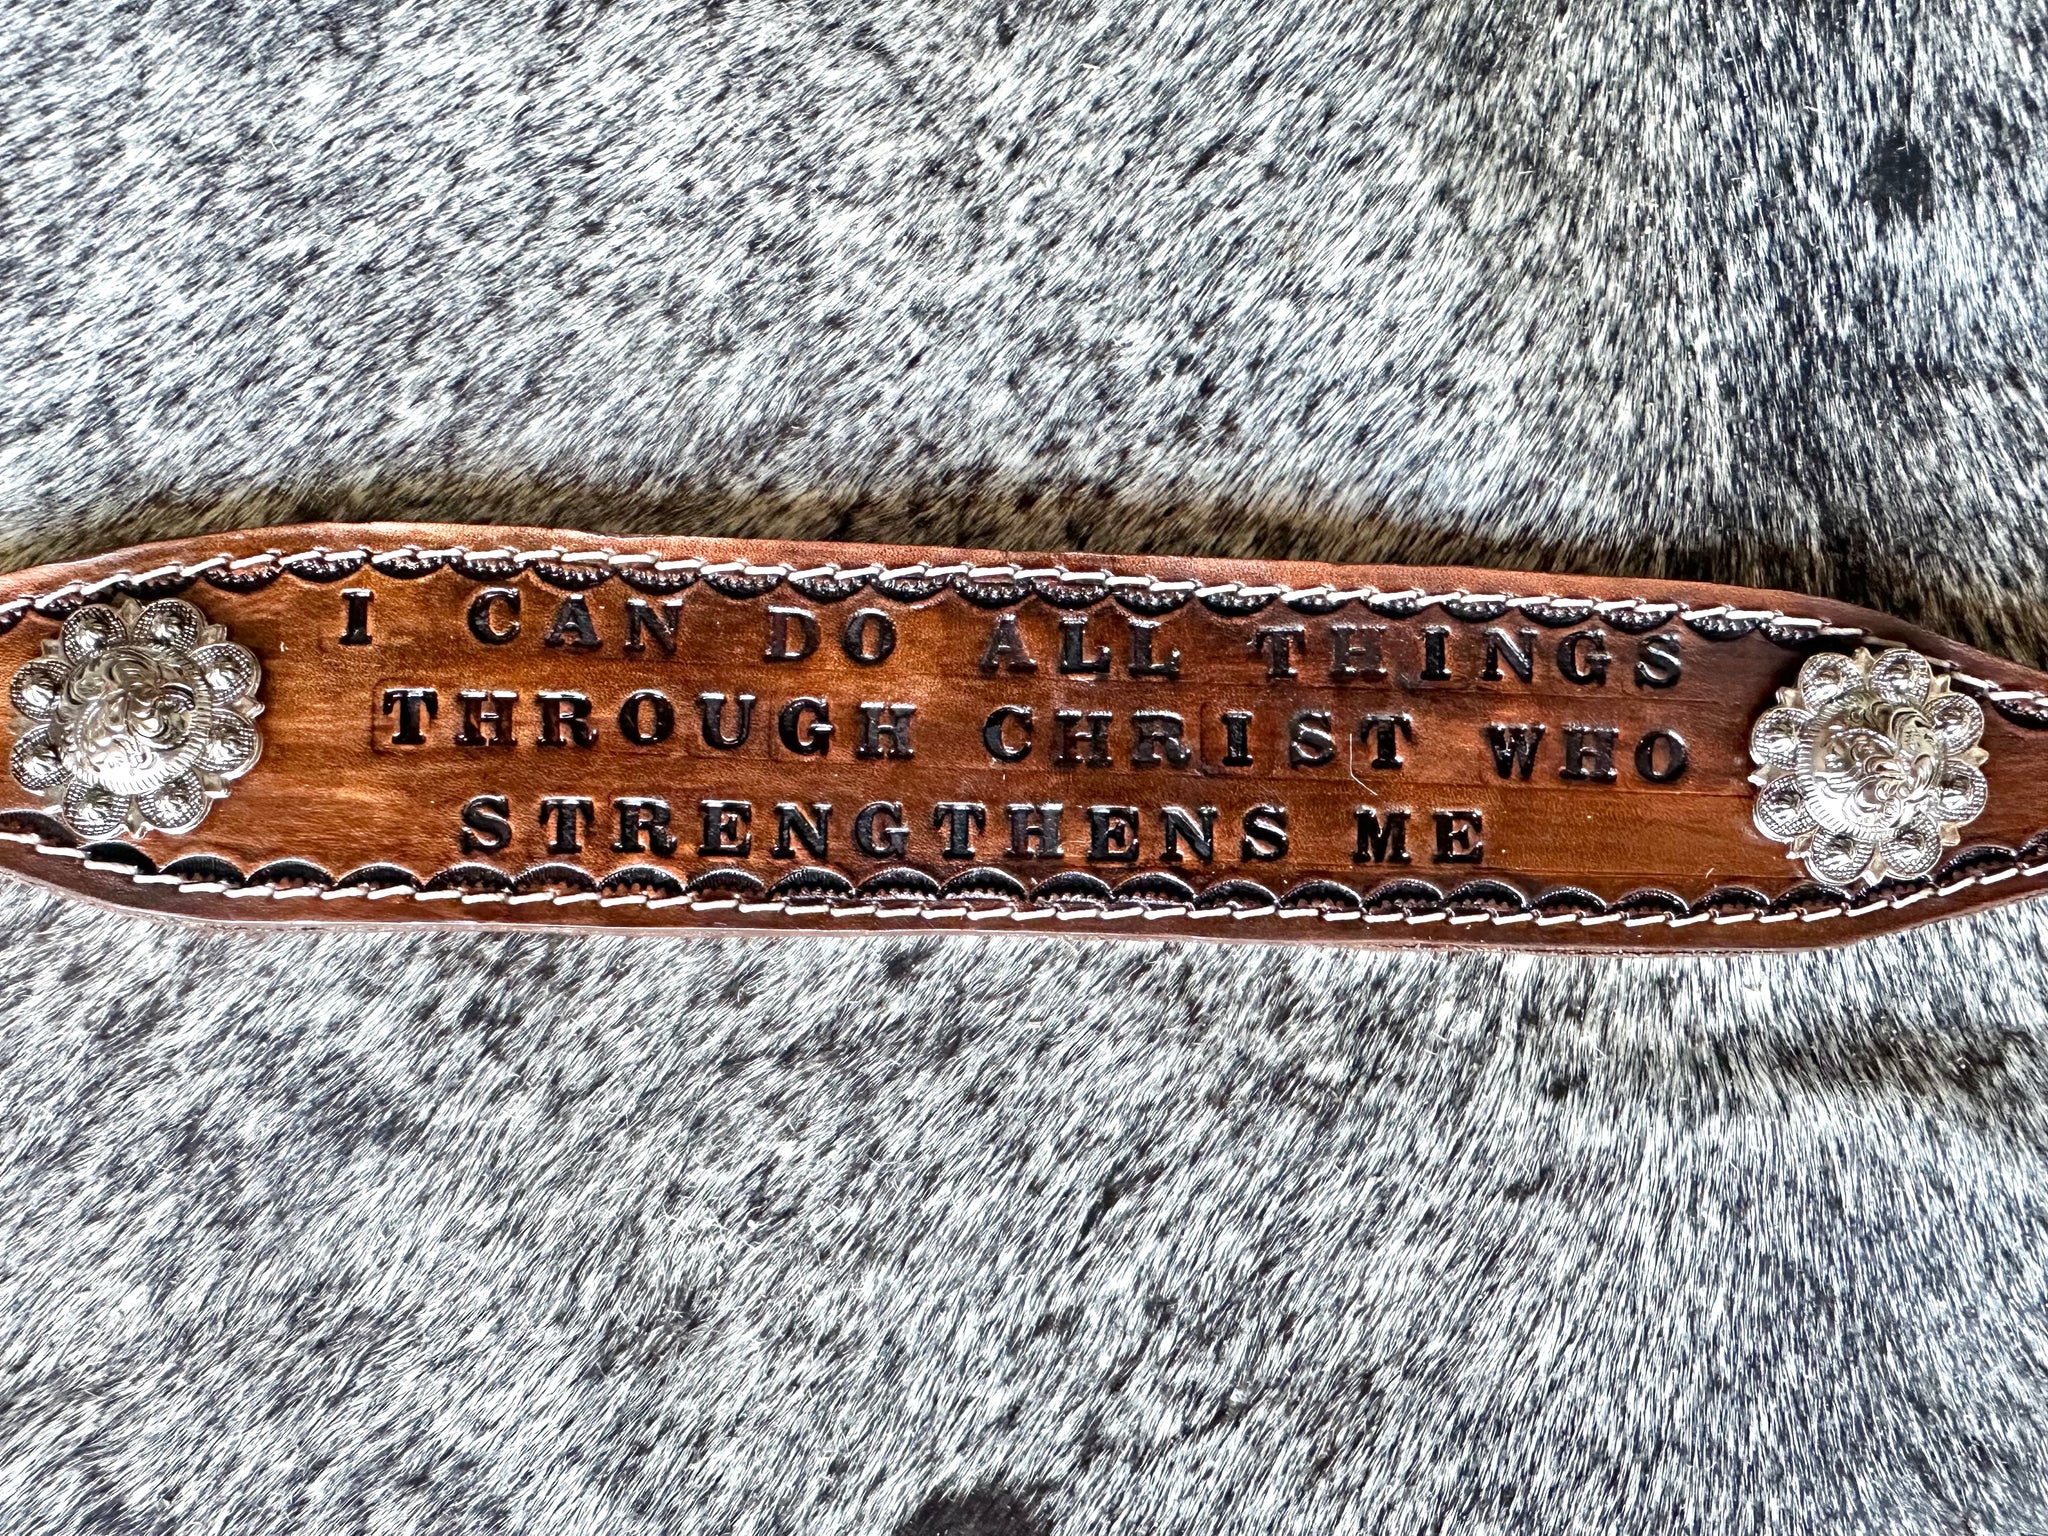 I CAN DO ALL THINGS
THROUGH CHRIST WHO
STRENGTHENS ME